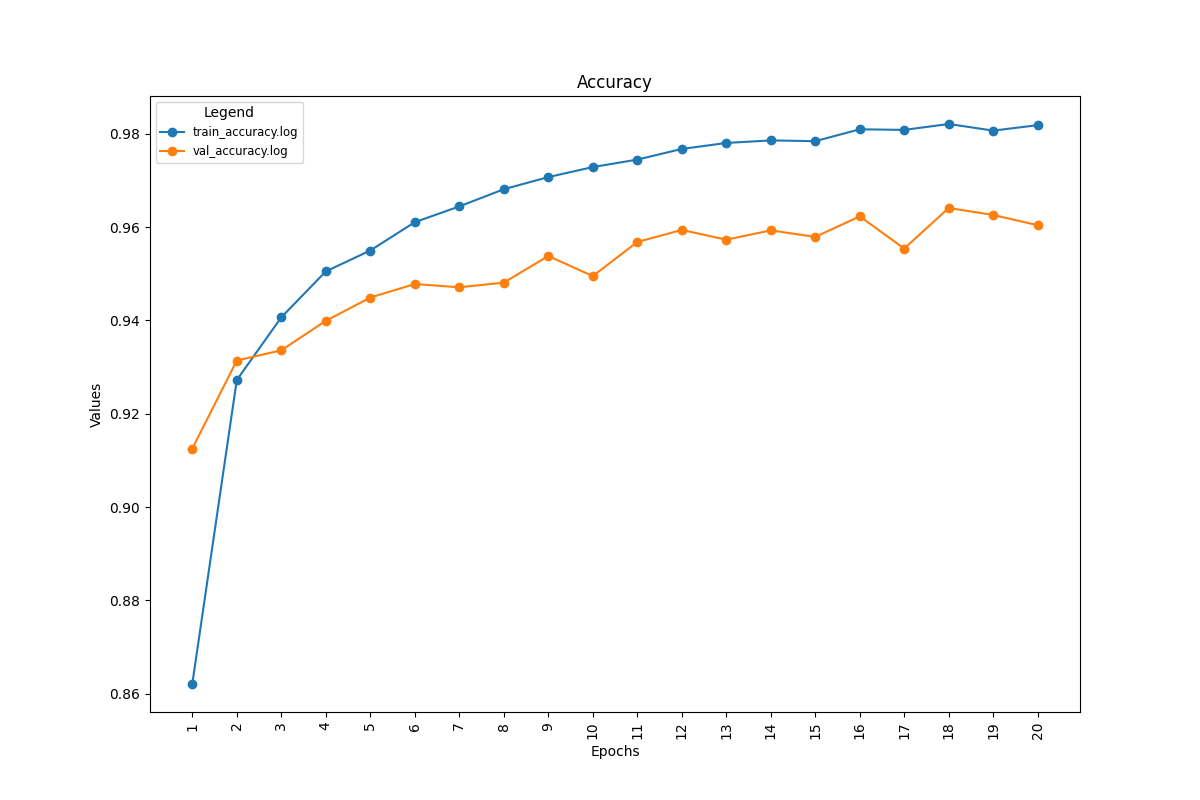 Accuracy
Legend
train_accuracy.log
val_accuracy.log
Values
0.98
0.96
0.94
0.92
0.90
0.88
0.86
1 2 3 4 5 6 7 8 9 10 11 12 13 14 15 16 17 18 19 20
Epochs